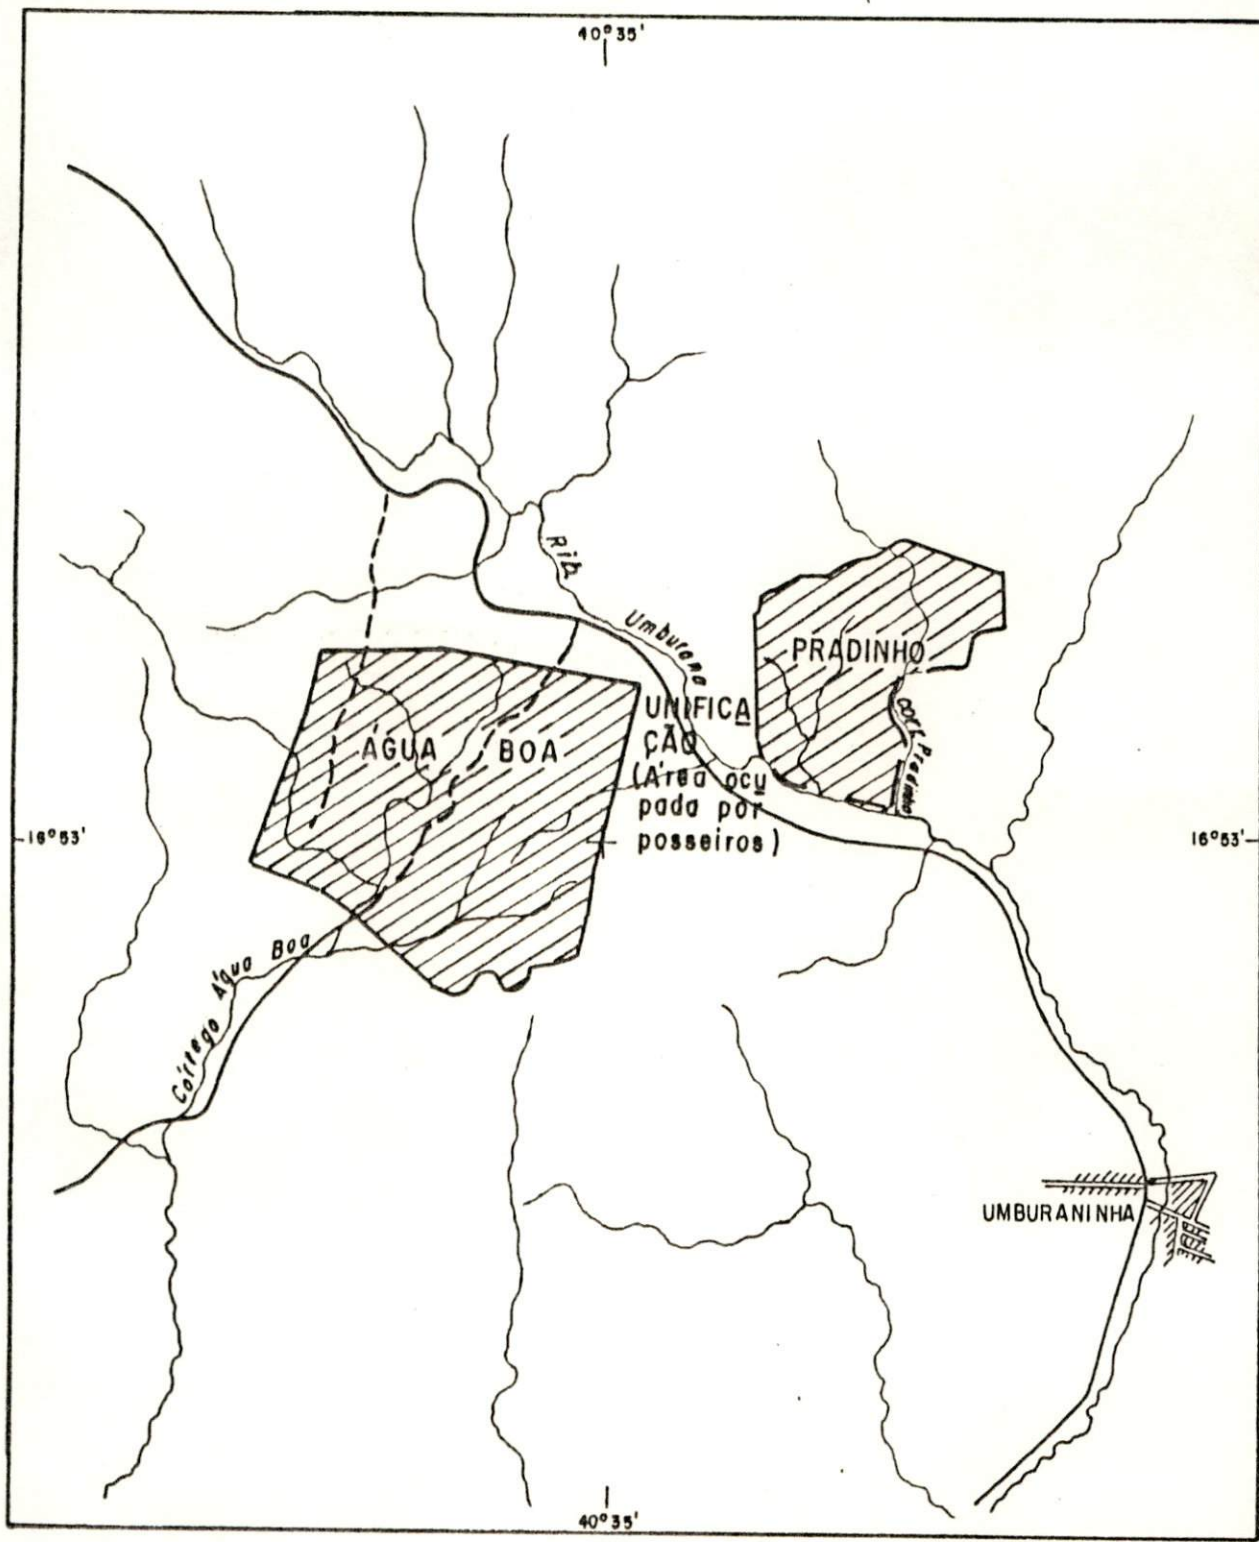 40°35'
Rib. Umburana
PRADINHO
UNIFICA
ÇÃO
(Área ocu
pada por
posseiros)
ÁGUA BOA
Córr. Pradinho
16°53'
16°53'
Córrego Água Boa
UMBURANINHA
40°35'